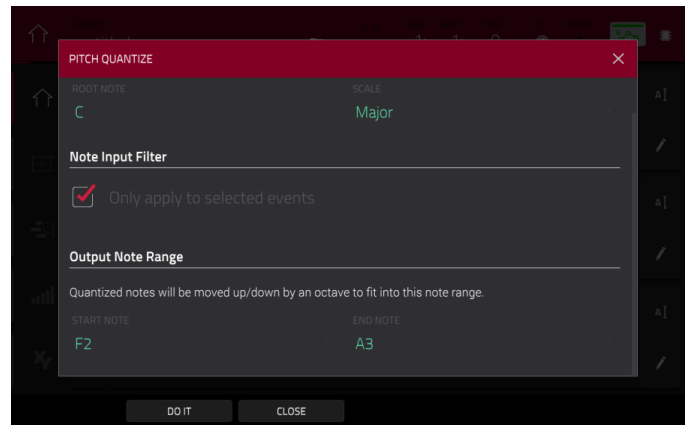 PITCH QUANTIZE
ROOT NOTE SCALE
C Major
Note Input Filter
Only apply to selected events
Output Note Range
Quantized notes will be moved up/down by an octave to fit into this note range.
START NOTE END NOTE
F2 A3
DO IT CLOSE